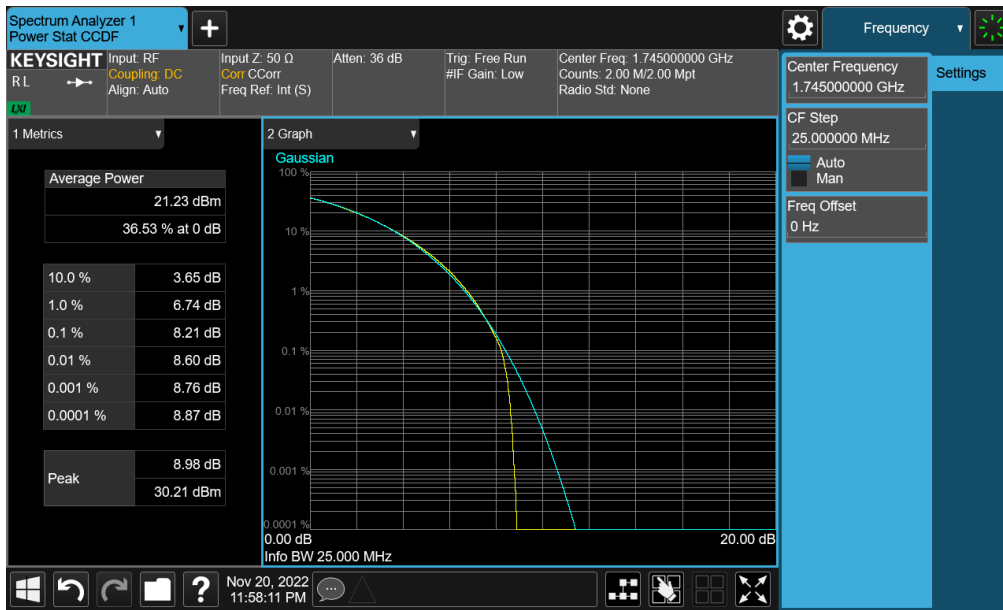 Spectrum Analyzer 1
Power Stat CCDF
Frequency
KEYSIGHT
RL
LXI
Input: RF
Coupling: DC
Align: Auto
Input Z: 50 Ω
Corr CCorr
Freq Ref: Int (S)
Atten: 36 dB
Trig: Free Run
#IF Gain: Low
Center Freq: 1.745000000 GHz
Counts: 2.00 M/2.00 Mpt
Radio Std: None
Center Frequency
1.745000000 GHz
Settings
CF Step
25.000000 MHz
Auto
Man
Freq Offset
0 Hz
1 Metrics
Average Power
21.23 dBm
36.53 % at 0 dB
10.0 % 3.65 dB
1.0 % 6.74 dB
0.1 % 8.21 dB
0.01 % 8.60 dB
0.001 % 8.76 dB
0.0001 % 8.87 dB
Peak
8.98 dB
30.21 dBm
2 Graph
Gaussian
100 %
10 %
1 %
0.1 %
0.01 %
0.001 %
0.0001 %
0.00 dB 20.00 dB
Info BW 25.000 MHz
Nov 20, 2022
11:58:11 PM